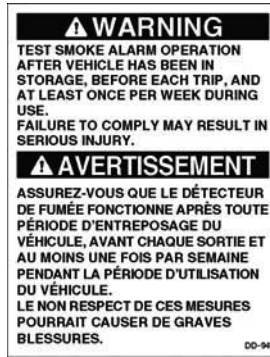 ⚠ WARNING
TEST SMOKE ALARM OPERATION
AFTER VEHICLE HAS BEEN IN
STORAGE, BEFORE EACH TRIP, AND
AT LEAST ONCE PER WEEK DURING
USE.
FAILURE TO COMPLY MAY RESULT IN
SERIOUS INJURY.
⚠ AVERTISSEMENT
ASSUREZ-VOUS QUE LE DÉTECTEUR
DE FUMÉE FONCTIONNE APRÈS TOUTE
PÉRIODE D'ENTREPOSAGE DU
VÉHICULE, AVANT CHAQUE SORTIE ET
AU MOINS UNE FOIS PAR SEMAINE
PENDANT LA PÉRIODE D'UTILISATION
DU VÉHICULE.
LE NON RESPECT DE CES MESURES
POURRAIT CAUSER DE GRAVES
BLESSURES.
DD-94